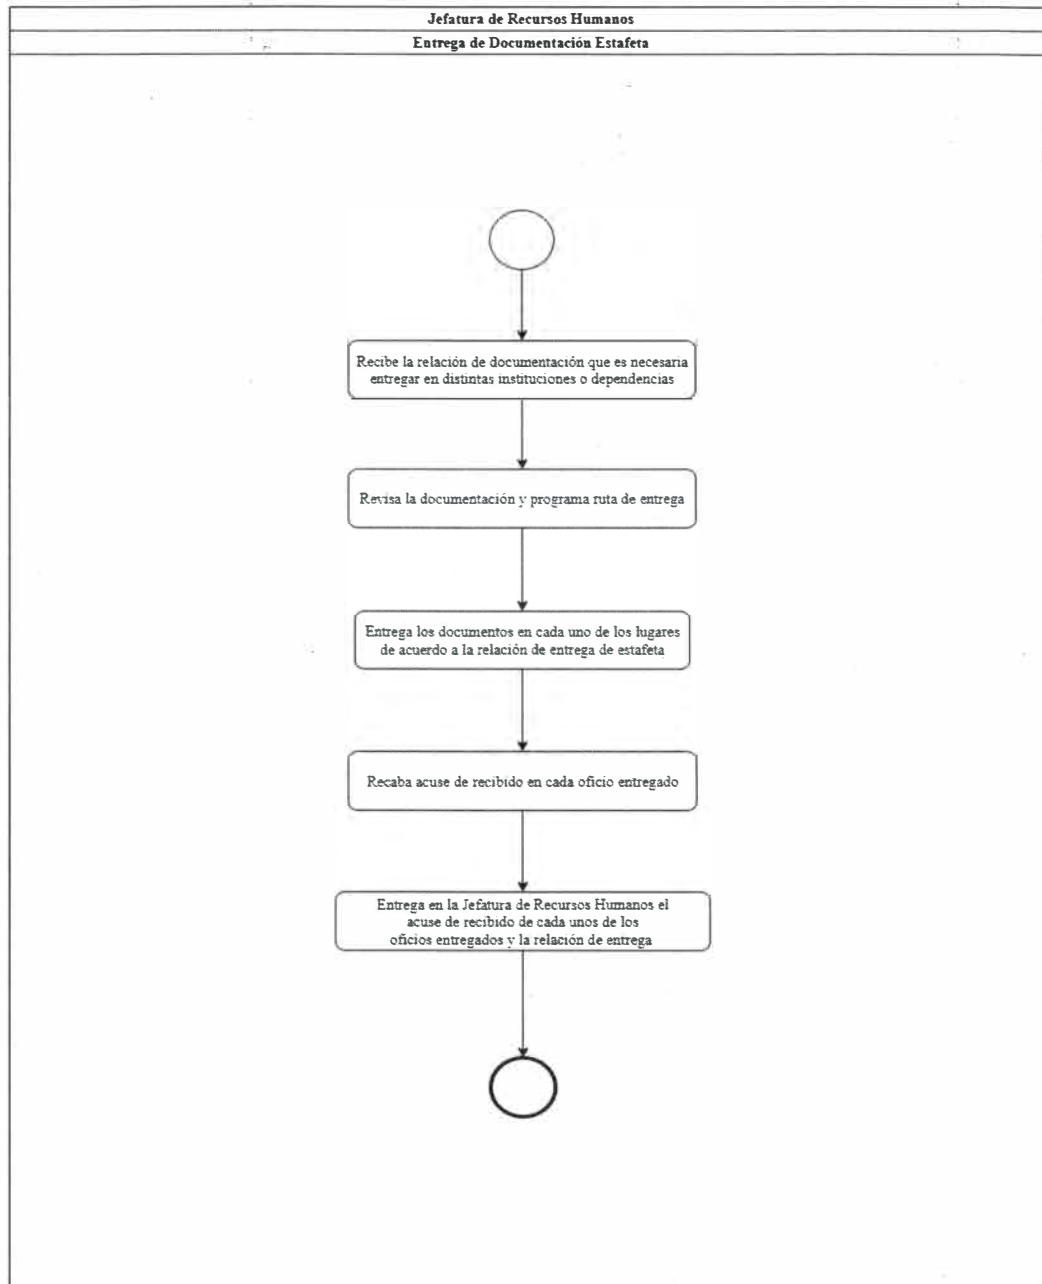 Jefatura de Recursos Humanos
Entrega de Documentación Estafeta
Recibe la relación de documentación que es necesaria
entregar en distintas instituciones o dependencias
Revisa la documentación y programa ruta de entrega
Entrega los documentos en cada uno de los lugares
de acuerdo a la relación de entrega de estafeta
Recaba acuse de recibido en cada oficio entregado
Entrega en la Jefatura de Recursos Humanos el
acuse de recibido de cada unos de los
oficios entregados y la relación de entrega